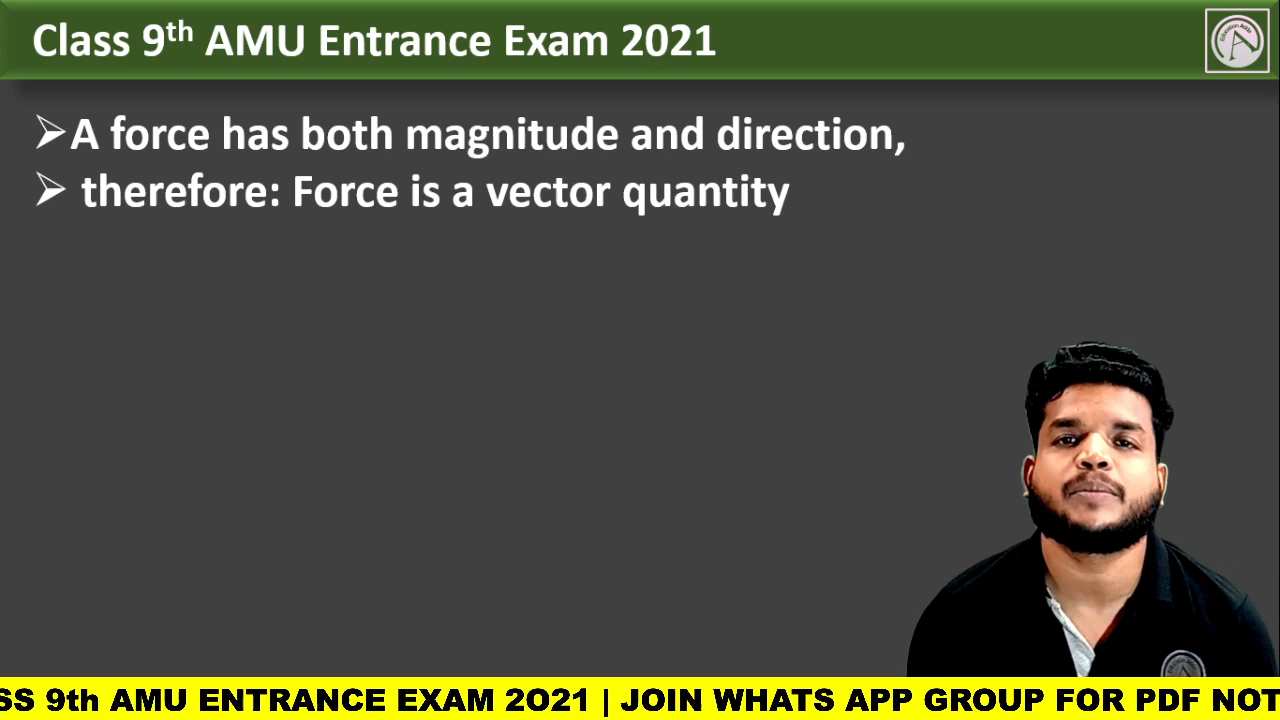 Class 9th AMU Entrance Exam 2021
➢A force has both magnitude and direction,
➢ therefore: Force is a vector quantity
SS 9th AMU ENTRANCE EXAM 2021 | JOIN WHATS APP GROUP FOR PDF NOT